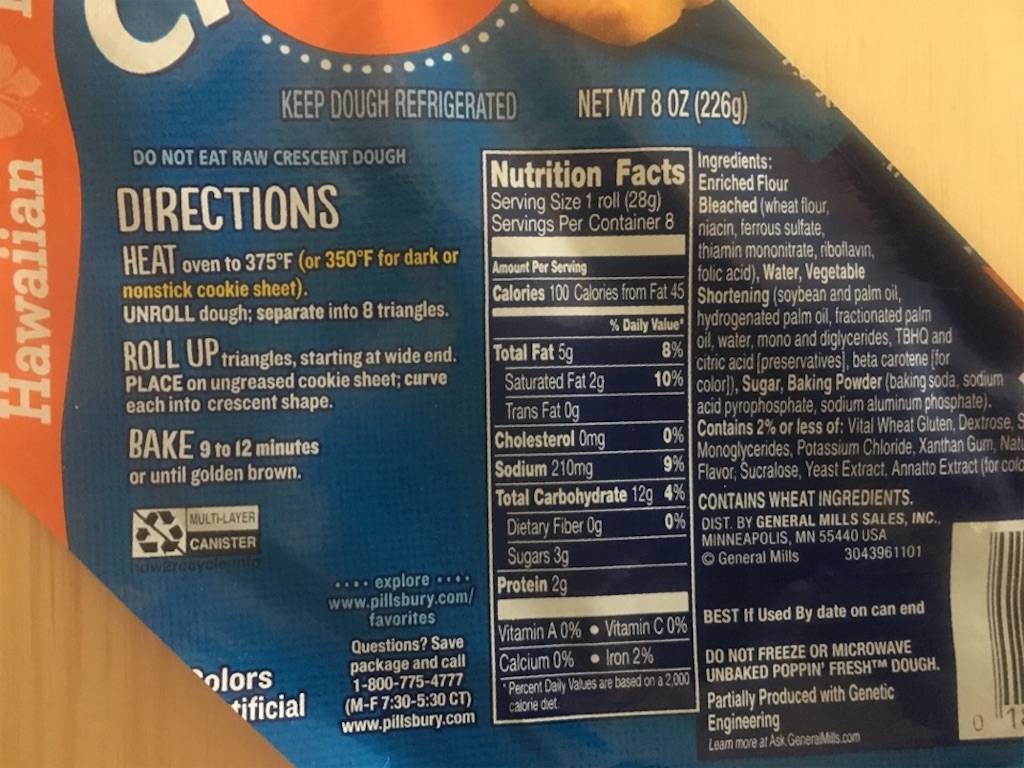 Hawaiian
KEEP DOUGH REFRIGERATED
NET WT 8 OZ (226g)
DO NOT EAT RAW CRESCENT DOUGH
DIRECTIONS
HEAT oven to 375°F (or 350°F for dark or
nonstick cookie sheet).
UNROLL dough; separate into 8 triangles.
ROLL UP triangles, starting at wide end.
PLACE on ungreased cookie sheet; curve
each into crescent shape.
BAKE 9 to 12 minutes
or until golden brown.
MULTI-LAYER
CANISTER
how2recycle.info
•••• explore ••••
www.pillsbury.com/
favorites
Questions? Save
package and call
1-800-775-4777
(M-F 7:30-5:30 CT)
www.pillsbury.com
Nutrition Facts
Serving Size 1 roll (28g)
Servings Per Container 8
Amount Per Serving
Calories 100 Calories from Fat 45
% Daily Value*
Total Fat 5g 8%
Saturated Fat 2g 10%
Trans Fat 0g
Cholesterol 0mg 0%
Sodium 210mg 9%
Total Carbohydrate 12g 4%
Dietary Fiber 0g 0%
Sugars 3g
Protein 2g
Vitamin A 0% • Vitamin C 0%
Calcium 0% • Iron 2%
*Percent Daily Values are based on a 2,000
calorie diet.
Ingredients:
Enriched Flour
Bleached (wheat flour,
niacin, ferrous sulfate,
thiamin mononitrate, riboflavin,
folic acid), Water, Vegetable
Shortening (soybean and palm oil,
hydrogenated palm oil, fractionated palm
oil, water, mono and diglycerides, TBHQ and
citric acid [preservatives], beta carotene [for
color]), Sugar, Baking Powder (baking soda, sodium
acid pyrophosphate, sodium aluminum phosphate).
Contains 2% or less of: Vital Wheat Gluten, Dextrose,
Monoglycerides, Potassium Chloride, Xanthan Gum,
Flavor, Sucralose, Yeast Extract, Annatto Extract (for
CONTAINS WHEAT INGREDIENTS.
DIST. BY GENERAL MILLS SALES, INC.,
MINNEAPOLIS, MN 55440 USA
© General Mills 3043961101
BEST If Used By date on can end
DO NOT FREEZE OR MICROWAVE
UNBAKED POPPIN' FRESH™ DOUGH.
Partially Produced with Genetic
Engineering
Learn more at Ask.GeneralMills.com
0